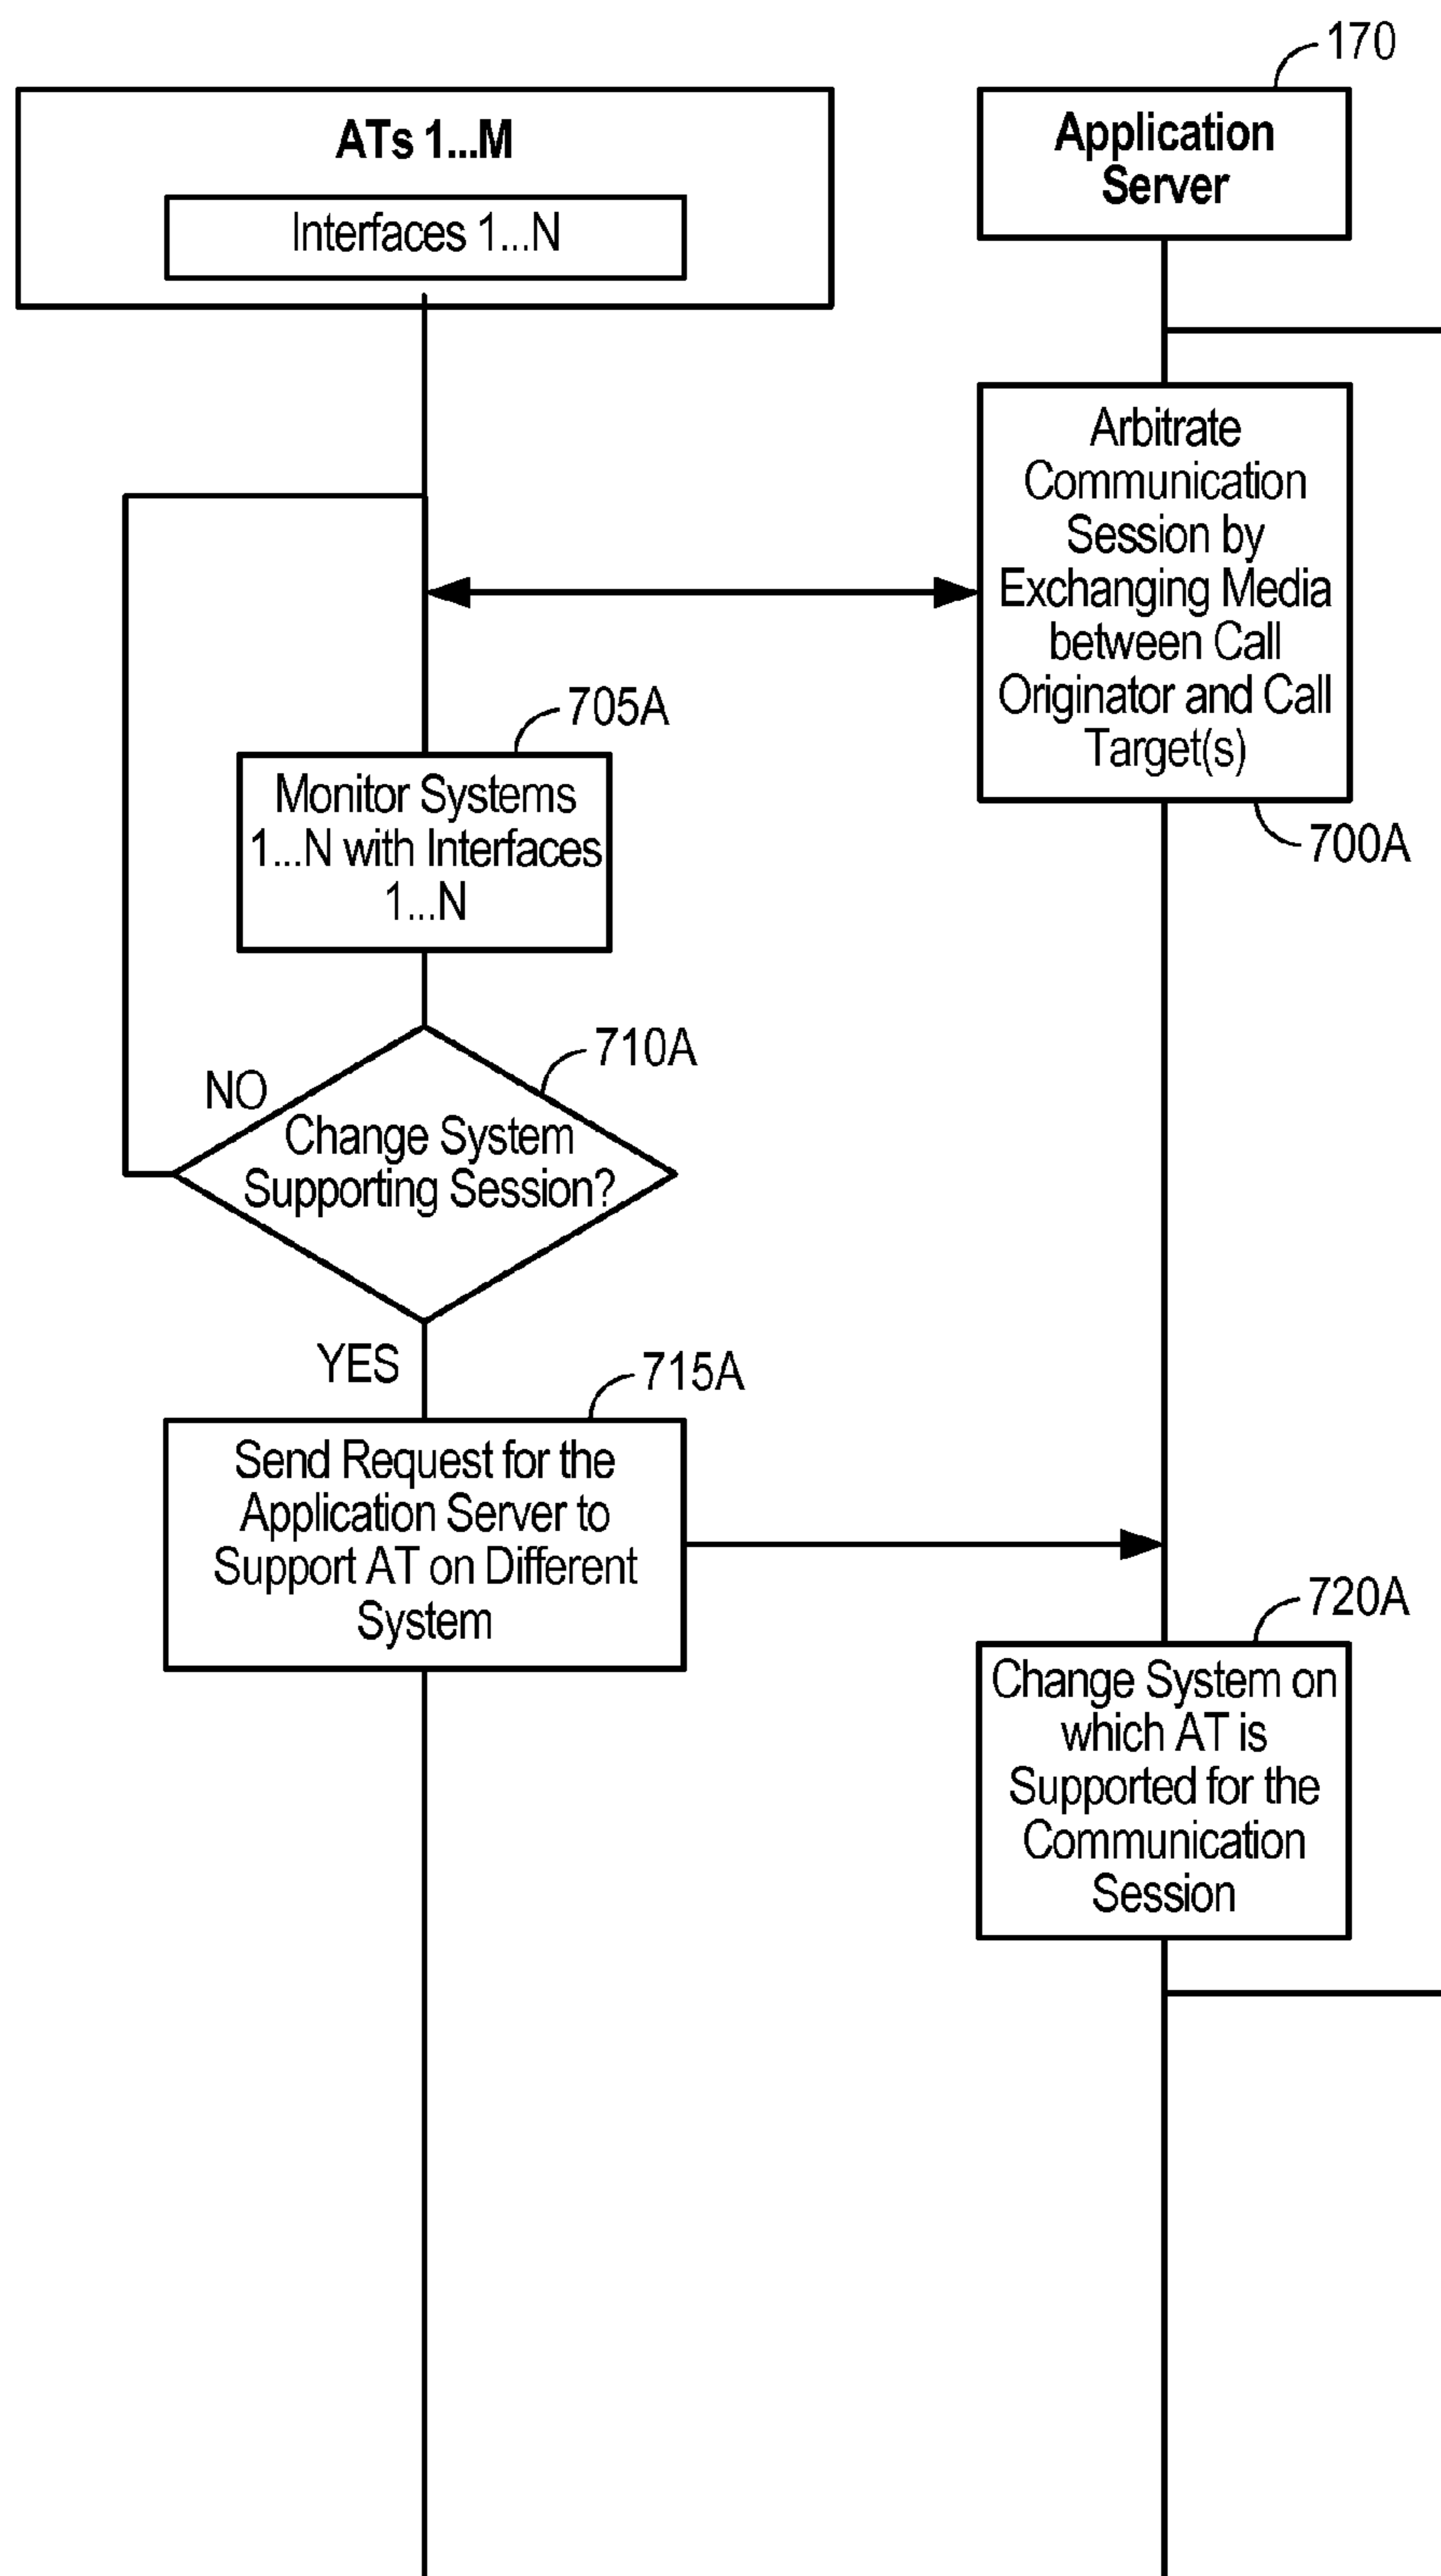 170
ATs 1...M
Interfaces 1...N
Application
Server
Arbitrate
Communication
Session by
Exchanging Media
between Call
Originator and Call
Target(s)
700A
705A
Monitor Systems
1...N with Interfaces
1...N
710A
NO
Change System
Supporting Session?
YES
715A
Send Request for the
Application Server to
Support AT on Different
System
720A
Change System on
which AT is
Supported for the
Communication
Session